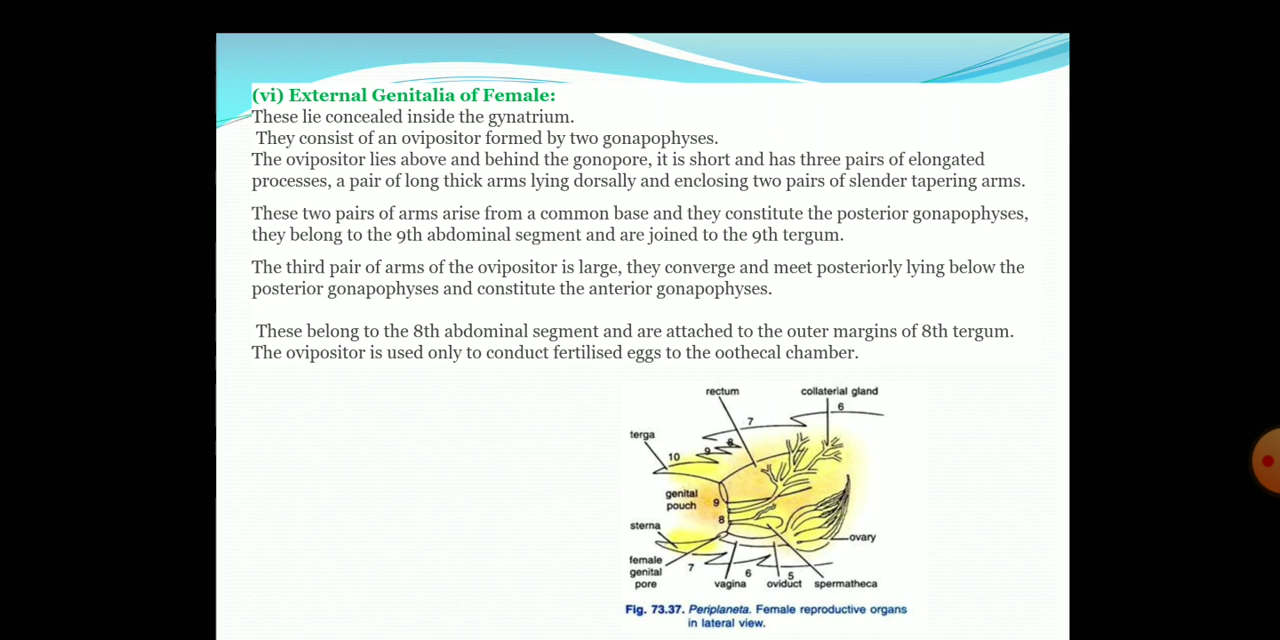 (vi) External Genitalia of Female:
These lie concealed inside the gynatrium.
They consist of an ovipositor formed by two gonapophyses.
The ovipositor lies above and behind the gonopore, it is short and has three pairs of elongated
processes, a pair of long thick arms lying dorsally and enclosing two pairs of slender tapering arms.
These two pairs of arms arise from a common base and they constitute the posterior gonapophyses,
they belong to the 9th abdominal segment and are joined to the 9th tergum.
The third pair of arms of the ovipositor is large, they converge and meet posteriorly lying below the
posterior gonapophyses and constitute the anterior gonapophyses.
These belong to the 8th abdominal segment and are attached to the outer margins of 8th tergum.
The ovipositor is used only to conduct fertilised eggs to the oothecal chamber.
rectum
collaterial gland
6
7
terga
8
9
10
genital
pouch
9
8
sterna
ovary
female
genital
pore
7
6
5
vagina
oviduct
spermatheca
Fig. 73.37. Periplaneta. Female reproductive organs
in lateral view.